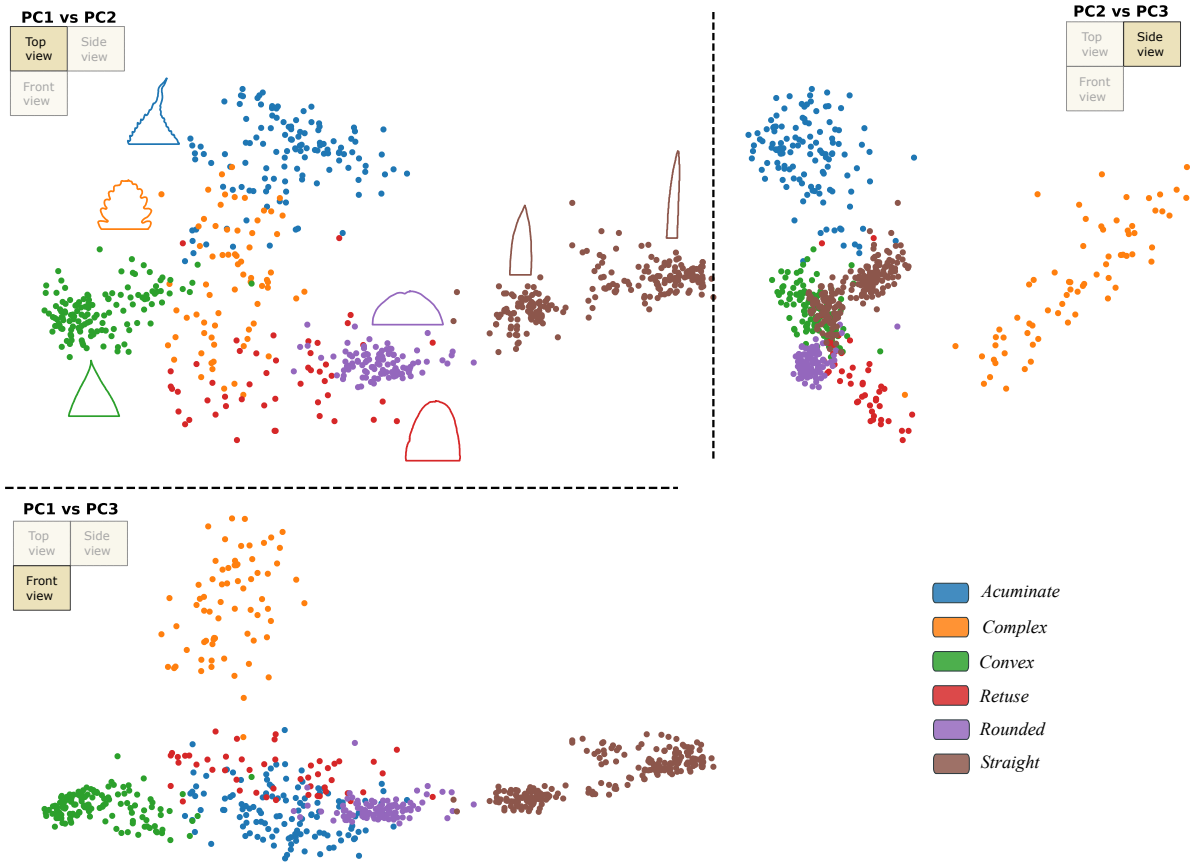 PC1 vs PC2
Top view
Side view
Front view
PC2 vs PC3
Top view
Side view
Front view
PC1 vs PC3
Top view
Side view
Front view
Acuminate
Complex
Convex
Retuse
Rounded
Straight